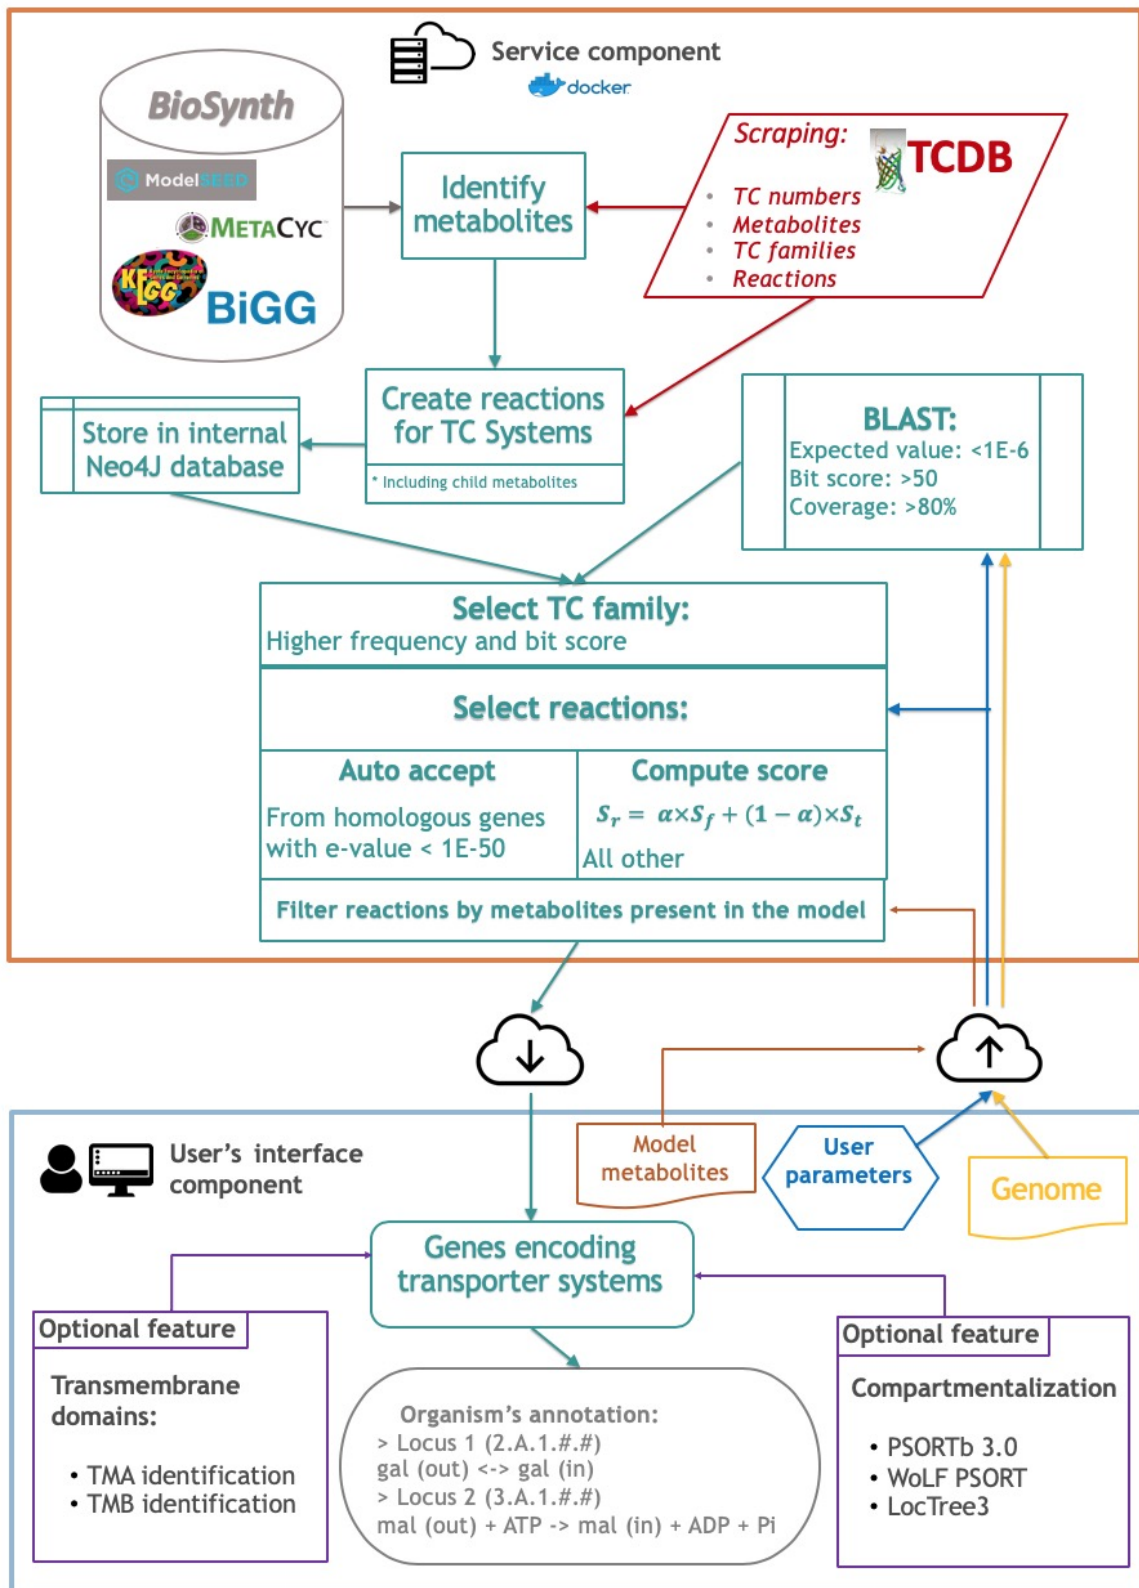 Service component
docker
BioSynth
ModelSEED
METACYC
KEGG
BiGG
Identify
metabolites
Scraping:
TCDB
• TC numbers
• Metabolites
• TC families
• Reactions
Create reactions
for TC Systems
* Including child metabolites
Store in internal
Neo4J database
BLAST:
Expected value: <1E-6
Bit score: >50
Coverage: >80%
Select TC family:
Higher frequency and bit score
Select reactions:
Auto accept
From homologous genes
with e-value < 1E-50
Compute score
S_r = α×S_f + (1 − α)×S_t
All other
Filter reactions by metabolites present in the model
User's interface
component
Model
metabolites
User
parameters
Genome
Genes encoding
transporter systems
Optional feature
Transmembrane
domains:
• TMA identification
• TMB identification
Organism's annotation:
> Locus 1 (2.A.1.#.#)
gal (out) <-> gal (in)
> Locus 2 (3.A.1.#.#)
mal (out) + ATP -> mal (in) + ADP + Pi
Optional feature
Compartmentalization
• PSORTb 3.0
• WoLF PSORT
• LocTree3